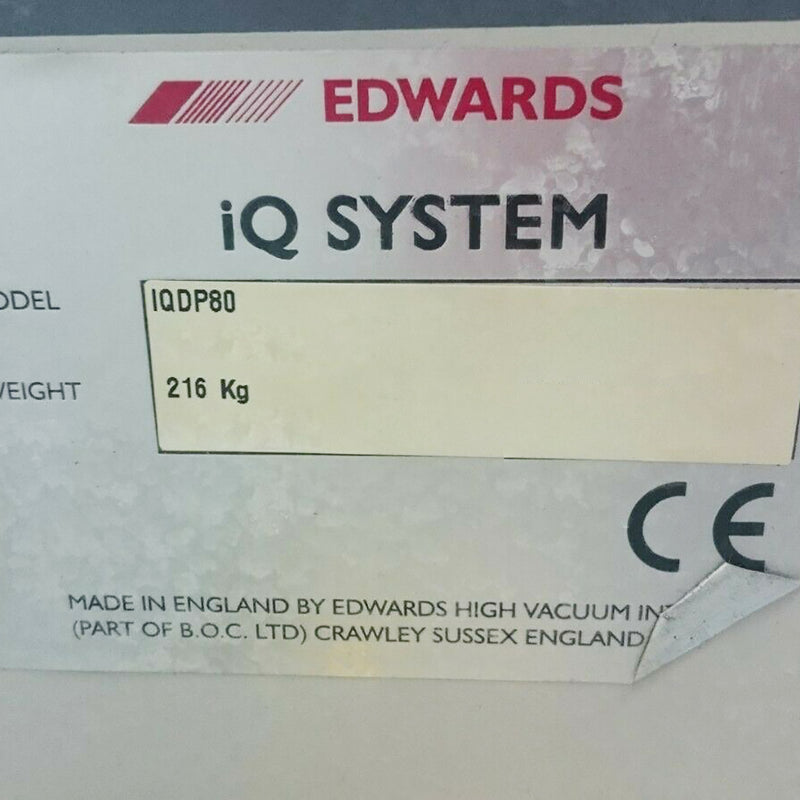 EDWARDS
iQ SYSTEM
ODEL IQDP80
WEIGHT 216 Kg
CE
MADE IN ENGLAND BY EDWARDS HIGH VACUUM IN
(PART OF B.O.C. LTD) CRAWLEY SUSSEX ENGLAND